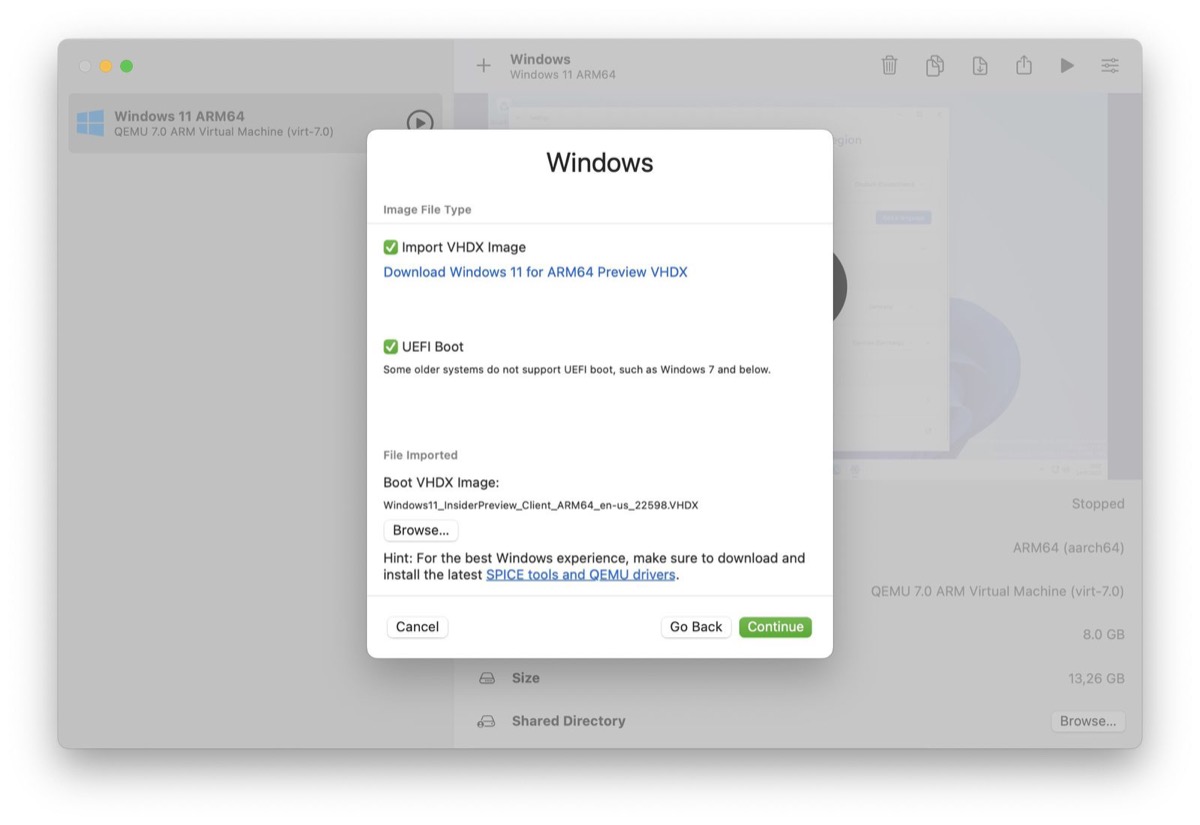 Windows
Windows 11 ARM64
Windows 11 ARM64
QEMU 7.0 ARM Virtual Machine (virt-7.0)
Windows
Image File Type
Import VHDX Image
Download Windows 11 for ARM64 Preview VHDX
UEFI Boot
Some older systems do not support UEFI boot, such as Windows 7 and below.
File Imported
Boot VHDX Image:
Windows11_InsiderPreview_Client_ARM64_en-us_22598.VHDX
Browse...
Hint: For the best Windows experience, make sure to download and
install the latest SPICE tools and QEMU drivers.
Cancel
Go Back
Continue
Stopped
ARM64 (aarch64)
QEMU 7.0 ARM Virtual Machine (virt-7.0)
8.0 GB
Size
13,26 GB
Shared Directory
Browse...